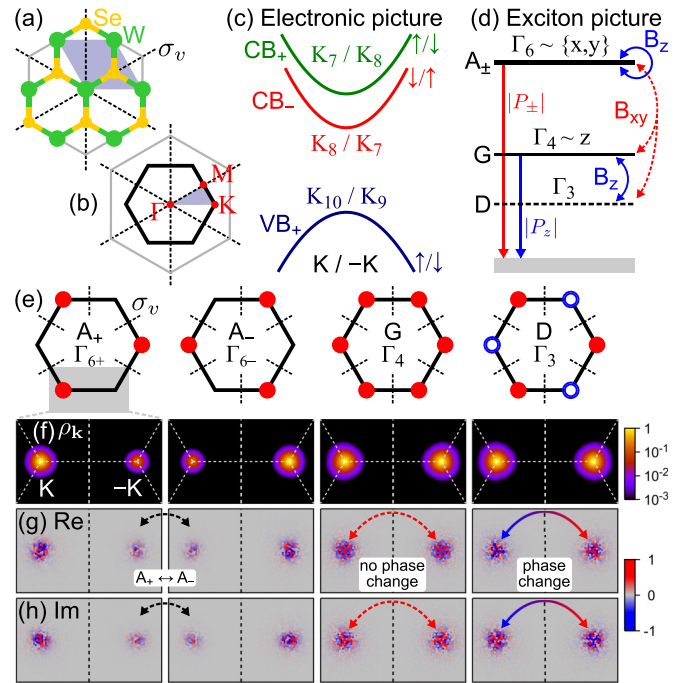 (a)
Se
W
σv
(b)
Γ
M
K
(c) Electronic picture
CB+
K7 / K8
↑/↓
CB−
↓/↑
K8 / K7
VB+
K10 / K9
K / −K
↑/↓
(d) Exciton picture
A±
Γ6 ~ {x,y}
Bz
|P±|
Bxy
G
Γ4 ~ z
Bz
D
Γ3
|Pz|
(e)
σv
A+
Γ6+
A−
Γ6−
G
Γ4
D
Γ3
(f) ρk
K
−K
1
10-1
10-2
10-3
(g) Re
A+ ↔ A−
no phase
change
phase
change
(h) Im
1
0
-1